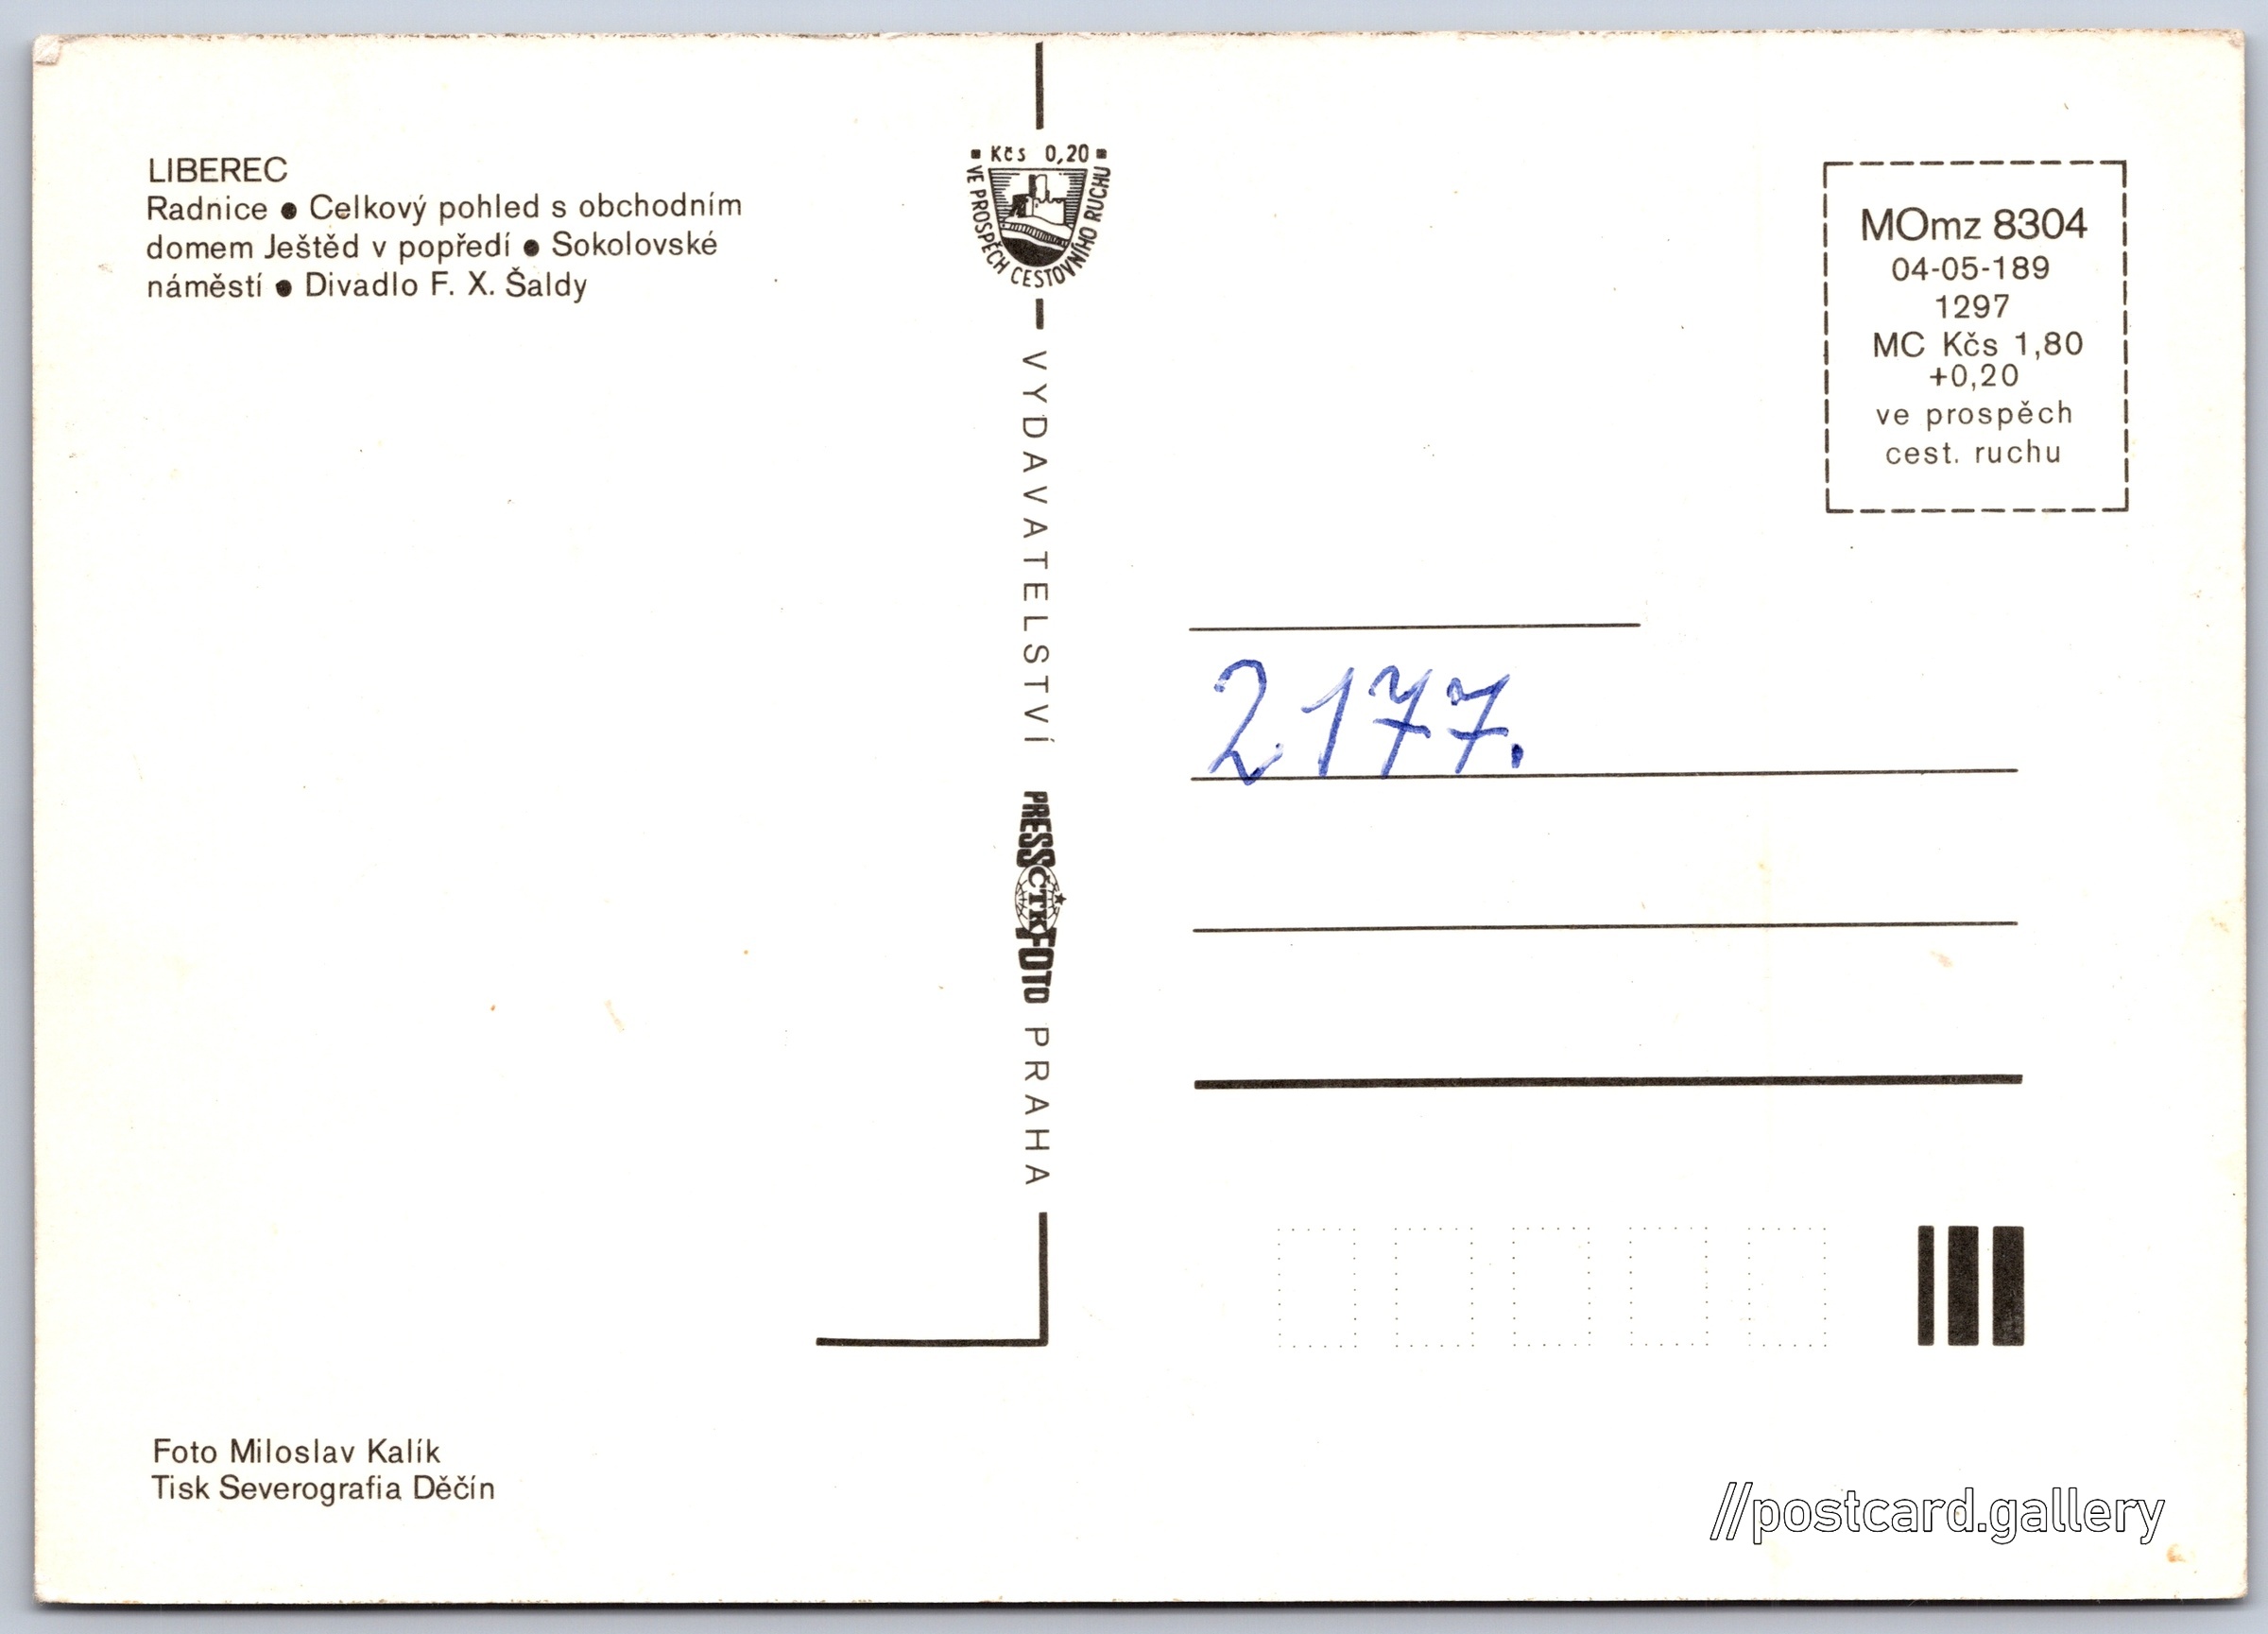 LIBEREC
Radnice ● Celkový pohled s obchodním
domem Ještěd v popředí ● Sokolovské
náměstí ● Divadlo F. X. Šaldy
Kčs 0,20
VE PROSPĚCH CESTOVNÍHO RUCHU
VYDAVATELSTVÍ PRESSFOTO PRAHA
ČTK
MOmz 8304
04-05-189
1297
MC Kčs 1,80
+0,20
ve prospěch
cest. ruchu
2177.
Foto Miloslav Kalík
Tisk Severografia Děčín
//postcard.gallery